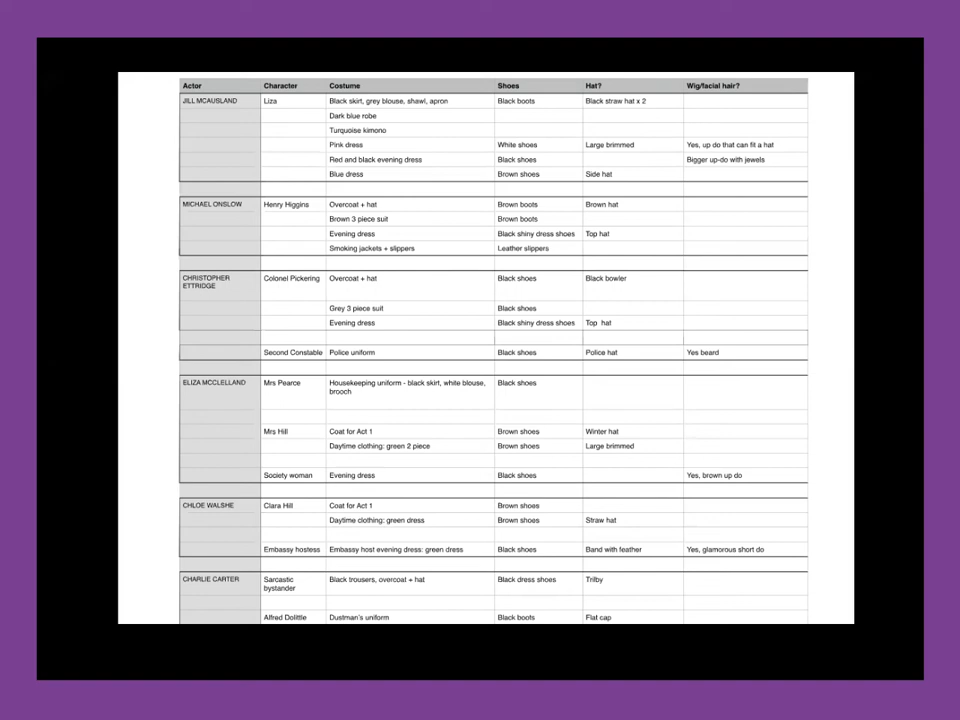 Actor Character Costume Shoes Hat? Wig/facial hair?
JILL MCAUSLAND Liza Black skirt, grey blouse, shawl, apron Black boots Black straw hat x 2
Dark blue robe
Turquoise kimono
Pink dress White shoes Large brimmed Yes, up do that can fit a hat
Red and black evening dress Black shoes Bigger up-do with jewels
Blue dress Brown shoes Side hat
MICHAEL ONSLOW Henry Higgins Overcoat + hat Brown boots Brown hat
Brown 3 piece suit Brown boots
Evening dress Black shiny dress shoes Top hat
Smoking jackets + slippers Leather slippers
CHRISTOPHER Colonel Pickering Overcoat + hat Black shoes Black bowler
ETTRIDGE
Grey 3 piece suit Black shoes
Evening dress Black shiny dress shoes Top hat
Second Constable Police uniform Black shoes Police hat Yes beard
ELIZA MCCLELLAND Mrs Pearce Housekeeping uniform - black skirt, white blouse, Black shoes
brooch
Mrs Hill Coat for Act 1 Brown shoes Winter hat
Daytime clothing: green 2 piece Brown shoes Large brimmed
Society woman Evening dress Black shoes Yes, brown up do
CHLOE WALSHE Clara Hill Coat for Act 1 Brown shoes
Daytime clothing: green dress Brown shoes Straw hat
Embassy hostess Embassy host evening dress: green dress Black shoes Band with feather Yes, glamorous short do
CHARLIE CARTER Sarcastic Black trousers, overcoat + hat Black dress shoes Trilby
bystander
Alfred Dolittle Dustman's uniform Black boots Flat cap